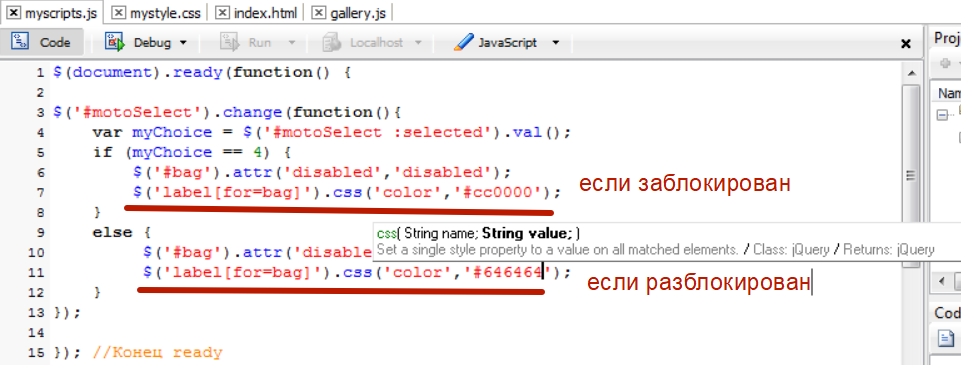 myscripts.js mystyle.css index.html gallery.js
Code Debug Run Localhost JavaScript Proj
1 $(document).ready(function() {
2
3 $('#motoSelect').change(function(){
4 var myChoice = $('#motoSelect :selected').val();
5 if (myChoice == 4) {
6 $('#bag').attr('disabled','disabled');
7 $('label[for=bag]').css('color','#cc0000');
если заблокирован
8 }
9 else {
css( String name; String value; )
10 $('#bag').attr('disable
Set a single style property to a value on all matched elements. / Class: jQuery / Returns: jQuery
11 $('label[for=bag]').css('color','#646464');
если разблокирован
12 }
13 });
14
15 }); //Конец ready
Nam
Cod